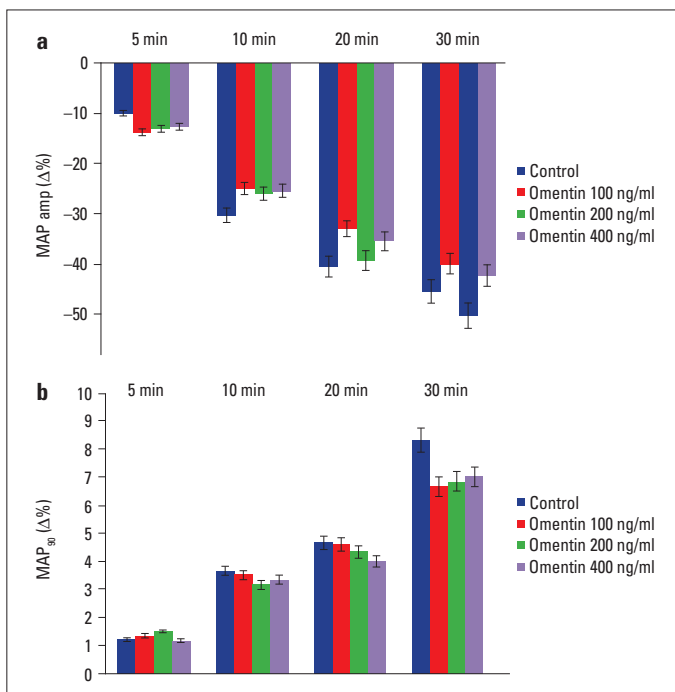 a
5 min 10 min 20 min 30 min
0
–10
–20
–30
–40
–50
MAP amp (Δ%)
Control
Omentin 100 ng/ml
Omentin 200 ng/ml
Omentin 400 ng/ml
b
5 min 10 min 20 min 30 min
10
9
8
7
6
5
4
3
2
1
0
MAP90 (Δ%)
Control
Omentin 100 ng/ml
Omentin 200 ng/ml
Omentin 400 ng/ml